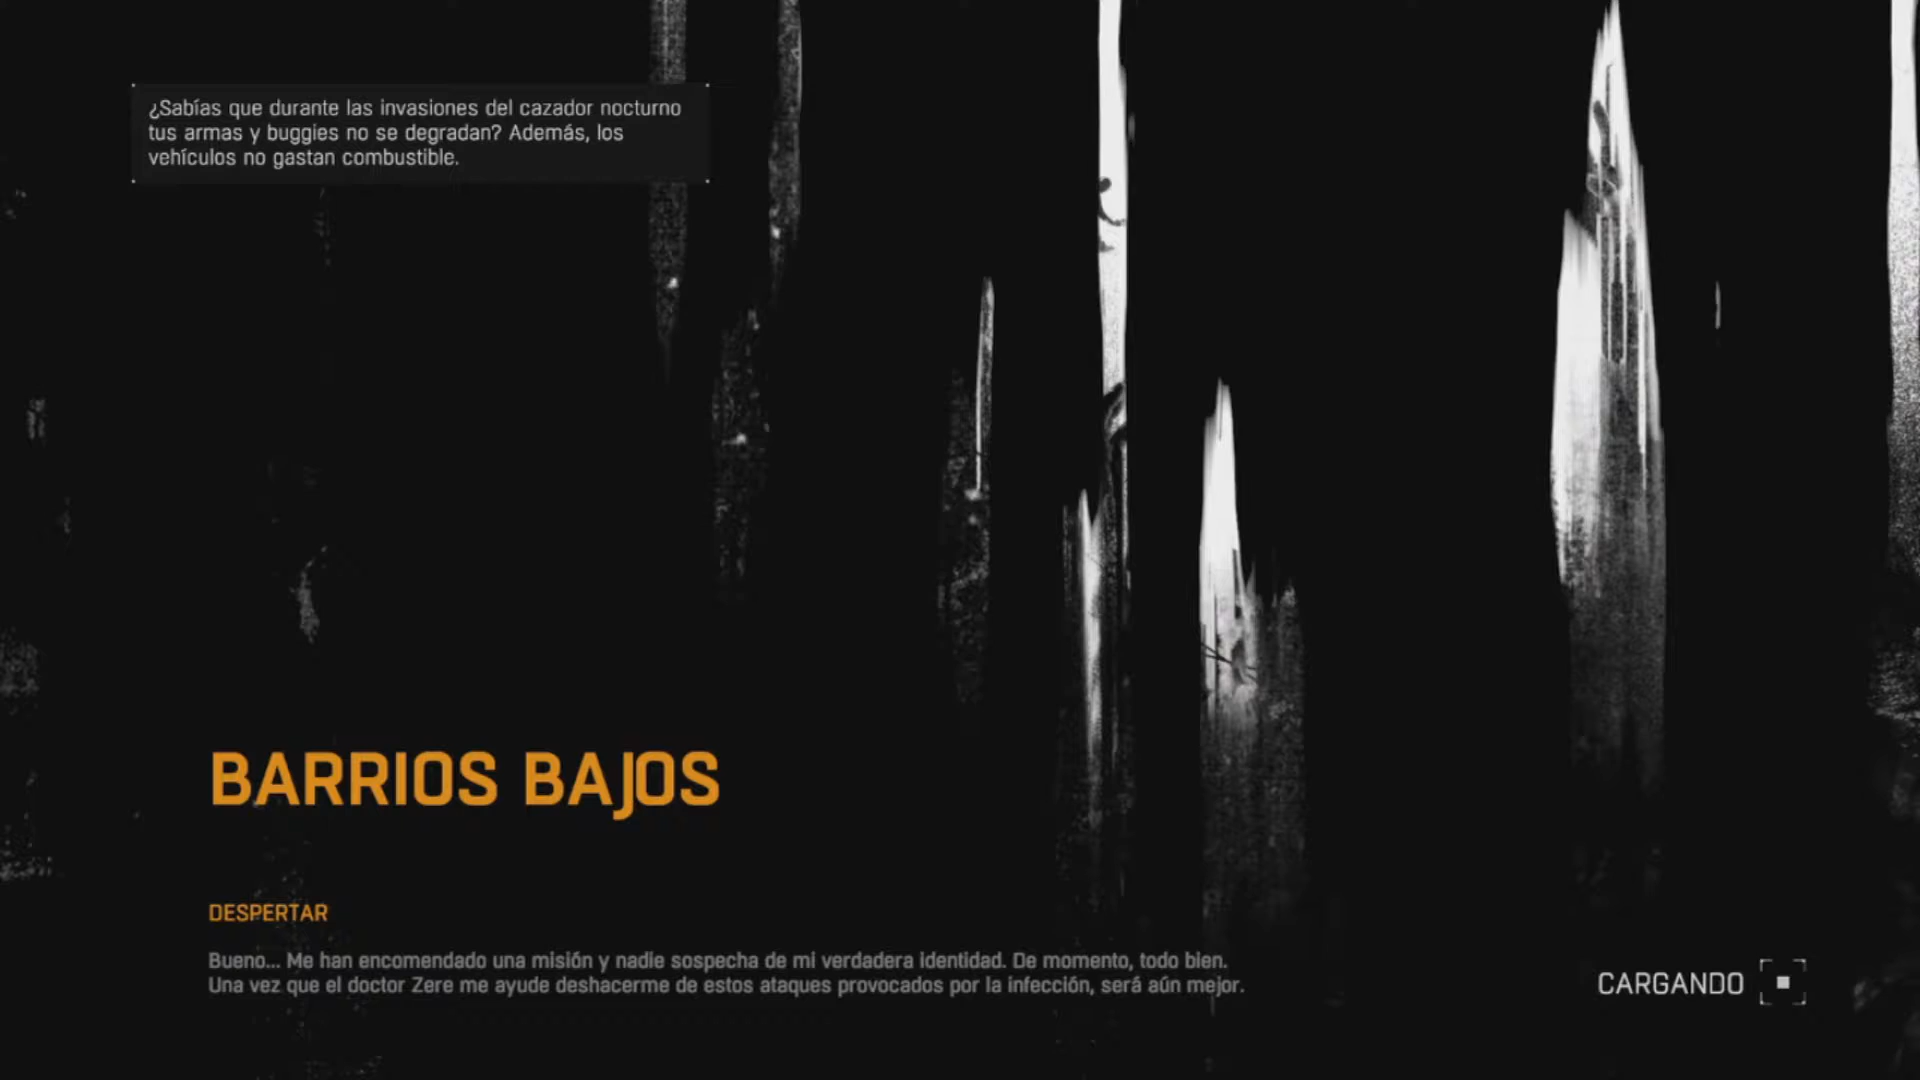 ¿Sabías que durante las invasiones del cazador nocturno
tus armas y buggies no se degradan? Además, los
vehículos no gastan combustible.
BARRIOS BAJOS
DESPERTAR
Bueno... Me han encomendado una misión y nadie sospecha de mi verdadera identidad. De momento, todo bien.
Una vez que el doctor Zere me ayude deshacerme de estos ataques provocados por la infección, será aún mejor.
CARGANDO